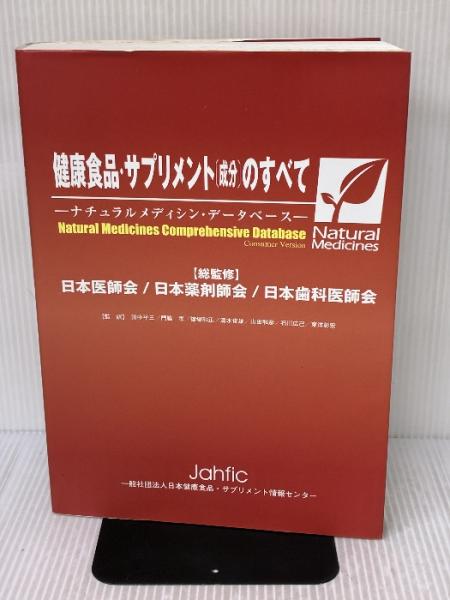 健康食品・サプリメント〔成分〕のすべて
―ナチュラルメディシン・データベース―
Natural Medicines Comprehensive Database
Consumer Version
Natural
Medicines
【総監修】
日本医師会 / 日本薬剤師会 / 日本歯科医師会
Jahfic
一般社団法人日本健康食品・サプリメント情報センター